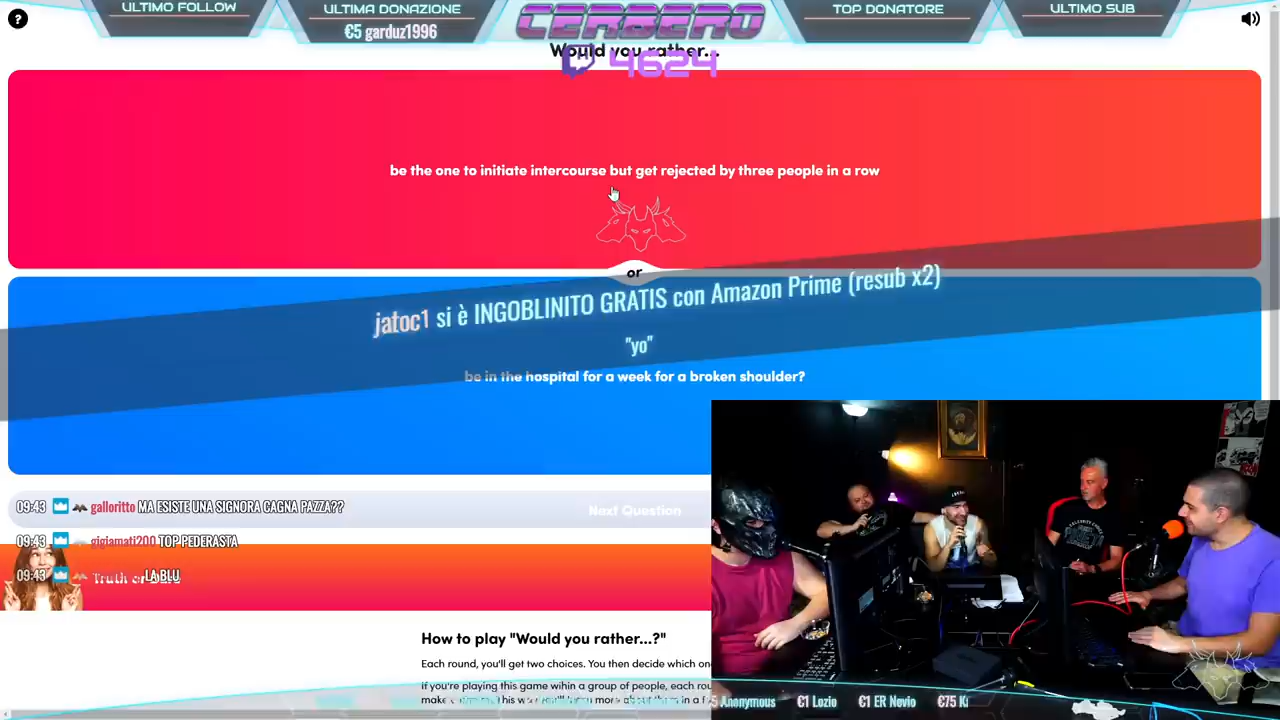 ?
ULTIMO FOLLOW
ULTIMA DONAZIONE
€5 garduz1996
CERBERO
TOP DONATORE
ULTIMO SUB
Would you rather...
4624
be the one to initiate intercourse but get rejected by three people in a row
or
jatoc1 si è INGOBLINITO GRATIS con Amazon Prime (resub x2)
"yo"
be in the hospital for a week for a broken shoulder?
09:43 galloritto MA ESISTE UNA SIGNORA CAGNA PAZZA??
Next Question
09:43 gigiamati200 TOP PEDERASTA
09:43 LA BLU
Truth or
How to play "Would you rather...?"
Each round, you'll get two choices. You then decide which
If you're playing this game wihin a group of people, each
Anonymous €1 Lozio €1 ER Nevio €75